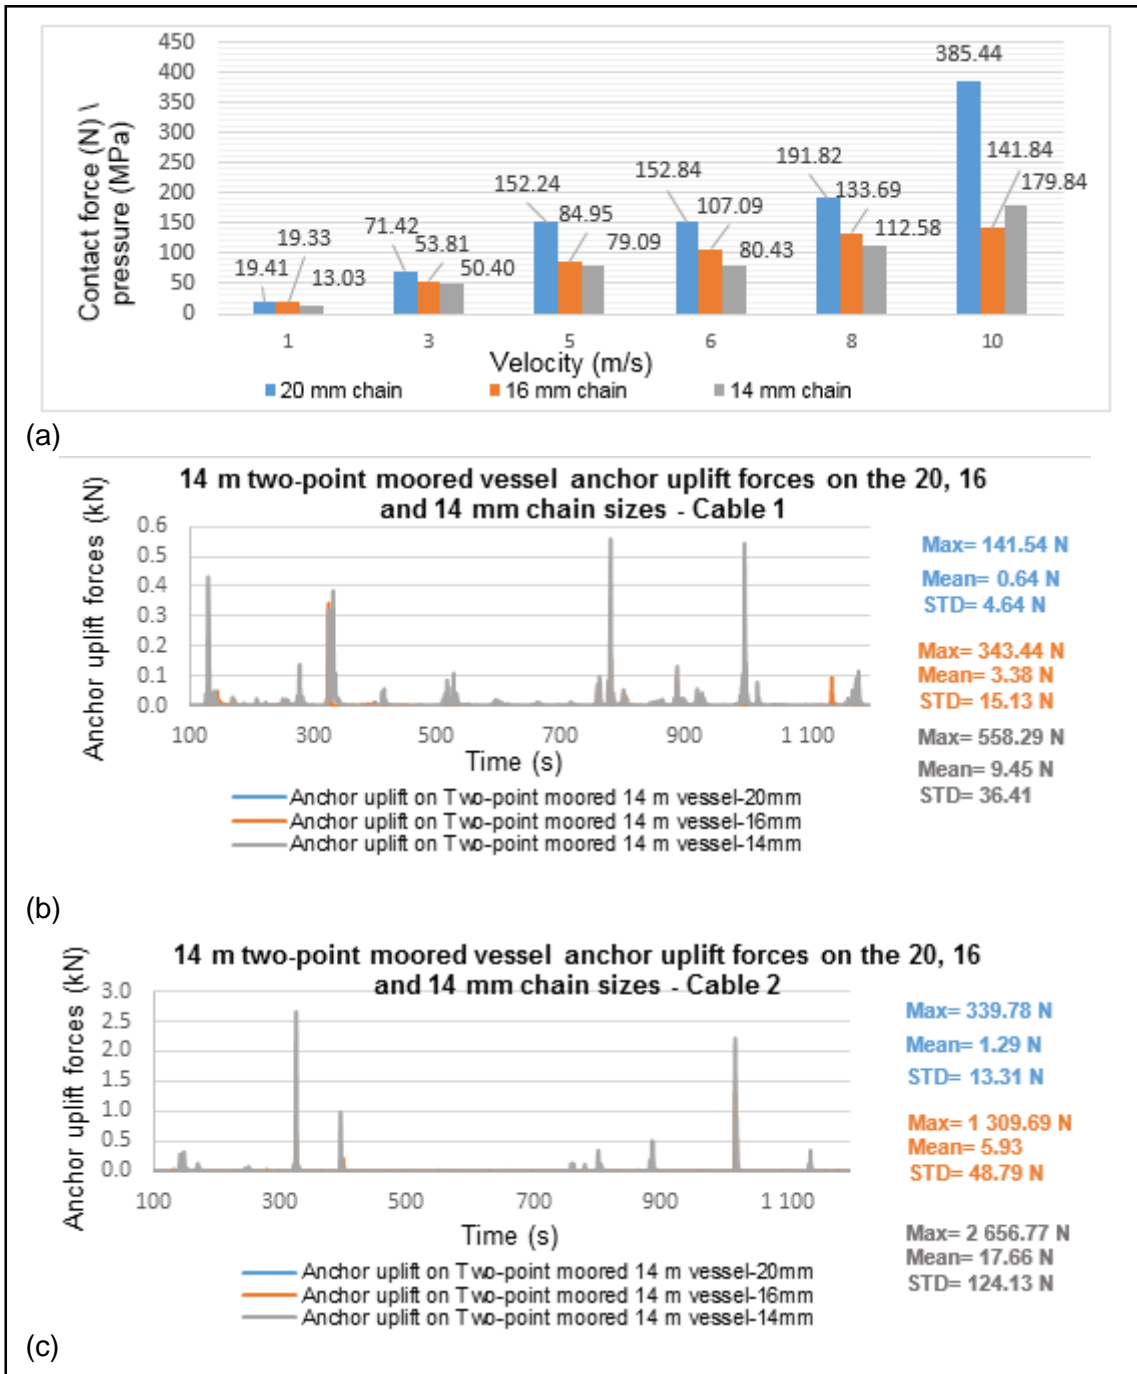 Contact force (N) \
pressure (MPa)
450
400
350
300
250
200
150
100
50
0
19.41
19.33
13.03
71.42
53.81
50.40
152.24
84.95
79.09
152.84
107.09
80.43
191.82
133.69
112.58
385.44
141.84
179.84
1 3 5 6 8 10
Velocity (m/s)
20 mm chain 16 mm chain 14 mm chain
(a)
14 m two-point moored vessel anchor uplift forces on the 20, 16
and 14 mm chain sizes - Cable 1
Anchor uplift forces (kN)
0.6
0.5
0.4
0.3
0.2
0.1
0.0
100 300 500 700 900 1 100
Time (s)
Max= 141.54 N
Mean= 0.64 N
STD= 4.64 N
Max= 343.44 N
Mean= 3.38 N
STD= 15.13 N
Max= 558.29 N
Mean= 9.45 N
STD= 36.41
Anchor uplift on Two-point moored 14 m vessel-20mm
Anchor uplift on Two-point moored 14 m vessel-16mm
Anchor uplift on Two-point moored 14 m vessel-14mm
(b)
14 m two-point moored vessel anchor uplift forces on the 20, 16
and 14 mm chain sizes - Cable 2
Anchor uplift forces (kN)
3.0
2.5
2.0
1.5
1.0
0.5
0.0
100 300 500 700 900 1 100
Time (s)
Max= 339.78 N
Mean= 1.29 N
STD= 13.31 N
Max= 1 309.69 N
Mean= 5.93
STD= 48.79 N
Max= 2 656.77 N
Mean= 17.66 N
STD= 124.13 N
Anchor uplift on Two-point moored 14 m vessel-20mm
Anchor uplift on Two-point moored 14 m vessel-16mm
Anchor uplift on Two-point moored 14 m vessel-14mm
(c)